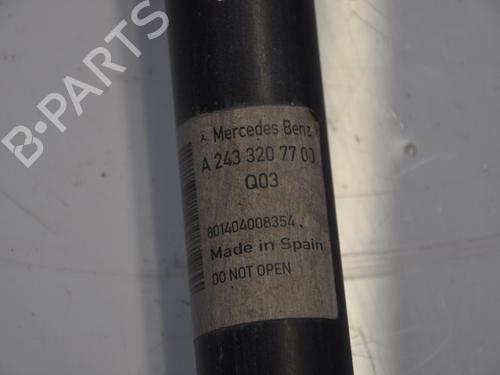 B-PARTS
Mercedes Benz
A 243 320 77 00
Q03
801404008354
Made in Spain
DO NOT OPEN